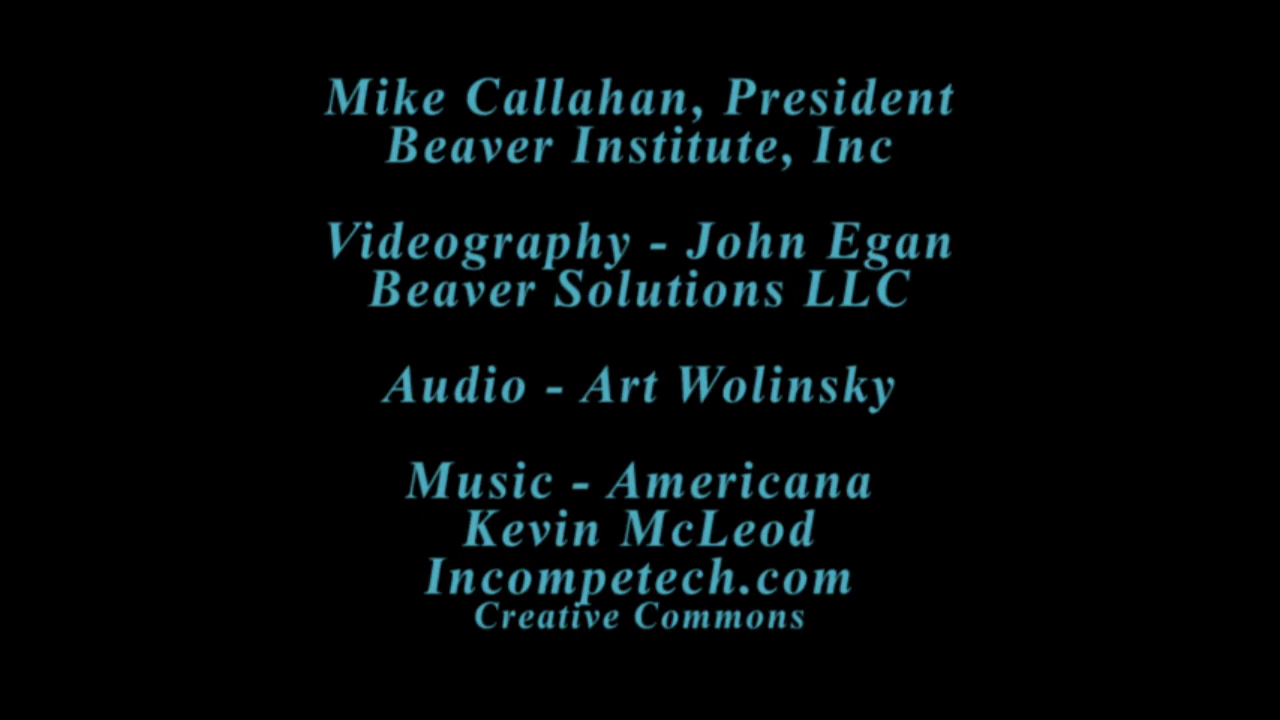 Mike Callahan, President
Beaver Institute, Inc
Videography - John Egan
Beaver Solutions LLC
Audio - Art Wolinsky
Music - Americana
Kevin McLeod
Incompetech.com
Creative Commons